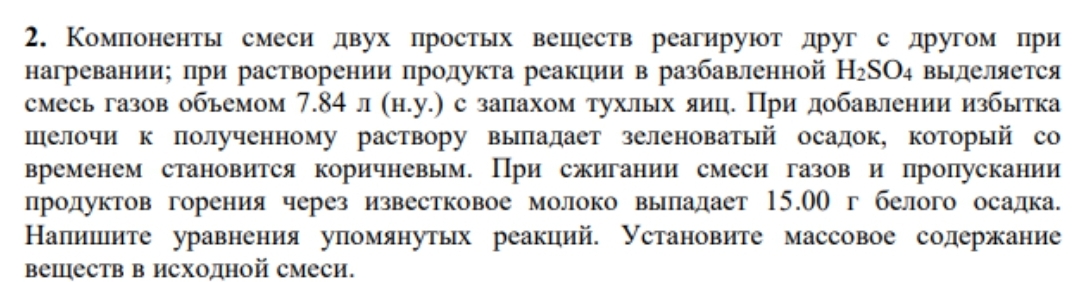 2. Компоненты смеси двух простых веществ реагируют друг с другом при
нагревании; при растворении продукта реакции в разбавленной H₂SO₄ выделяется
смесь газов объемом 7.84 л (н.у.) с запахом тухлых яиц. При добавлении избытка
щелочи к полученному раствору выпадает зеленоватый осадок, который со
временем становится коричневым. При сжигании смеси газов и пропускании
продуктов горения через известковое молоко выпадает 15.00 г белого осадка.
Напишите уравнения упомянутых реакций. Установите массовое содержание
веществ в исходной смеси.